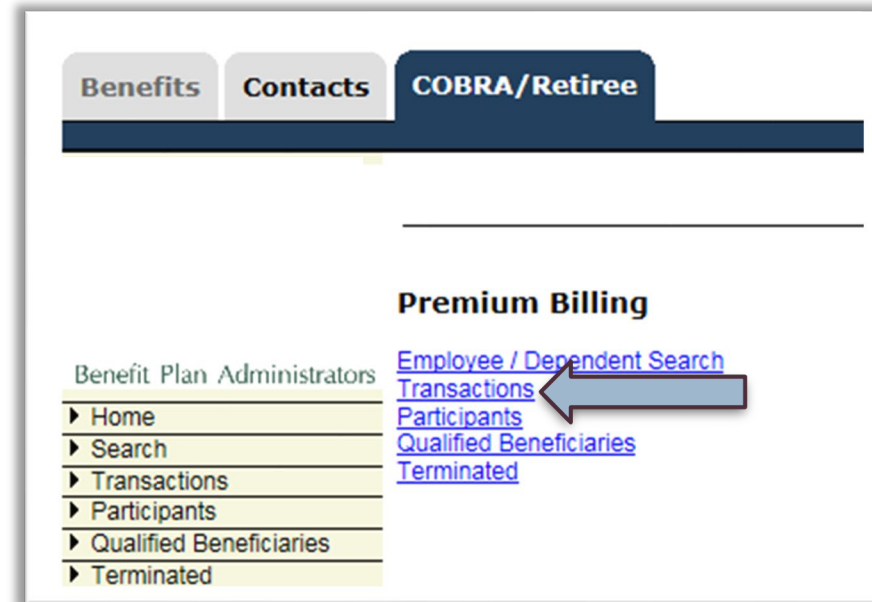 Benefits Contacts COBRA/Retiree
Premium Billing
Employee / Dependent Search
Transactions
Participants
Qualified Beneficiaries
Terminated
Benefit Plan Administrators
Home
Search
Transactions
Participants
Qualified Beneficiaries
Terminated